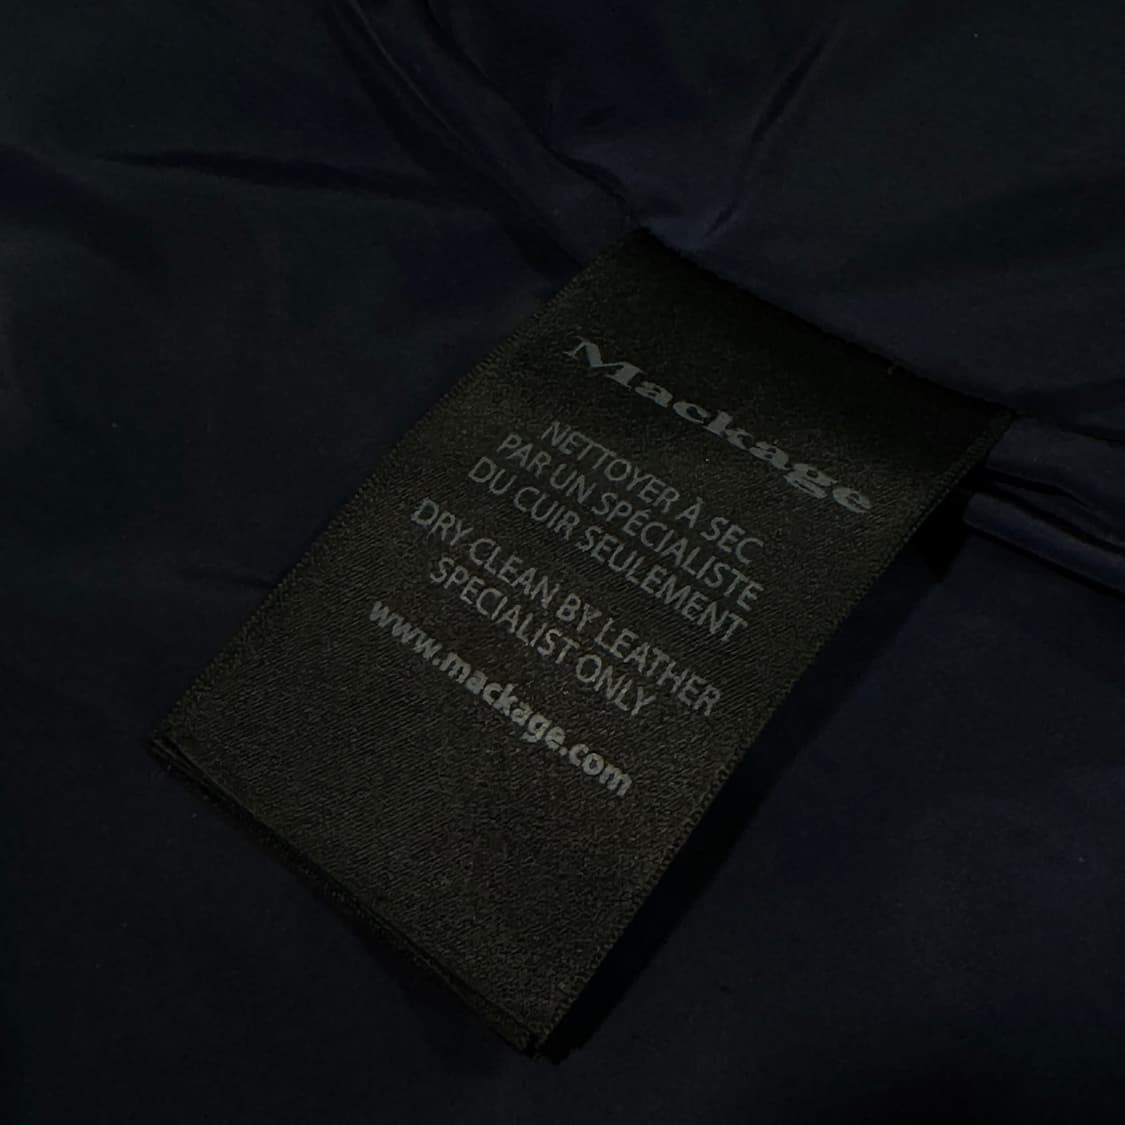 Mackage
NETTOYER À SEC
PAR UN SPÉCIALISTE
DU CUIR SEULEMENT
DRY CLEAN BY LEATHER
SPECIALIST ONLY
www.mackage.com